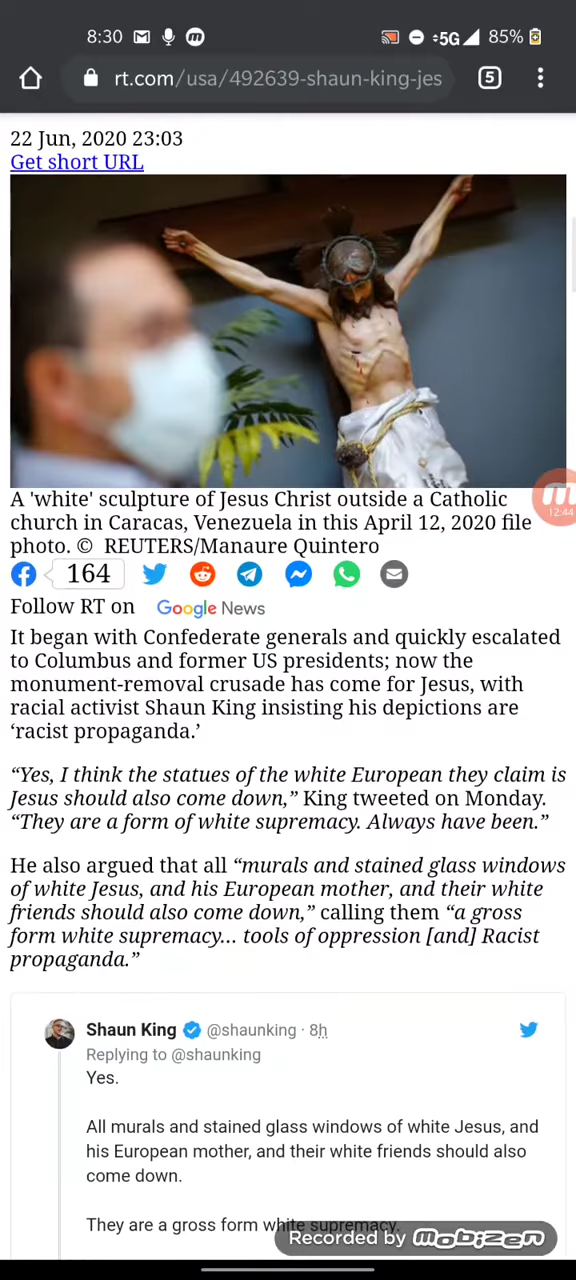 8:30
5G
85%
rt.com/usa/492639-shaun-king-jes
5
22 Jun, 2020 23:03
Get short URL
A 'white' sculpture of Jesus Christ outside a Catholic
church in Caracas, Venezuela in this April 12, 2020 file
photo. © REUTERS/Manaure Quintero
12:44
164
Follow RT on Google News
It began with Confederate generals and quickly escalated
to Columbus and former US presidents; now the
monument-removal crusade has come for Jesus, with
racial activist Shaun King insisting his depictions are
‘racist propaganda.’
“Yes, I think the statues of the white European they claim is
Jesus should also come down,” King tweeted on Monday.
“They are a form of white supremacy. Always have been.”
He also argued that all “murals and stained glass windows
of white Jesus, and his European mother, and their white
friends should also come down,” calling them “a gross
form white supremacy… tools of oppression [and] Racist
propaganda.”
Shaun King @shaunking · 8h
Replying to @shaunking
Yes.
All murals and stained glass windows of white Jesus, and
his European mother, and their white friends should also
come down.
They are a gross form white supremacy.
Recorded by mobizen